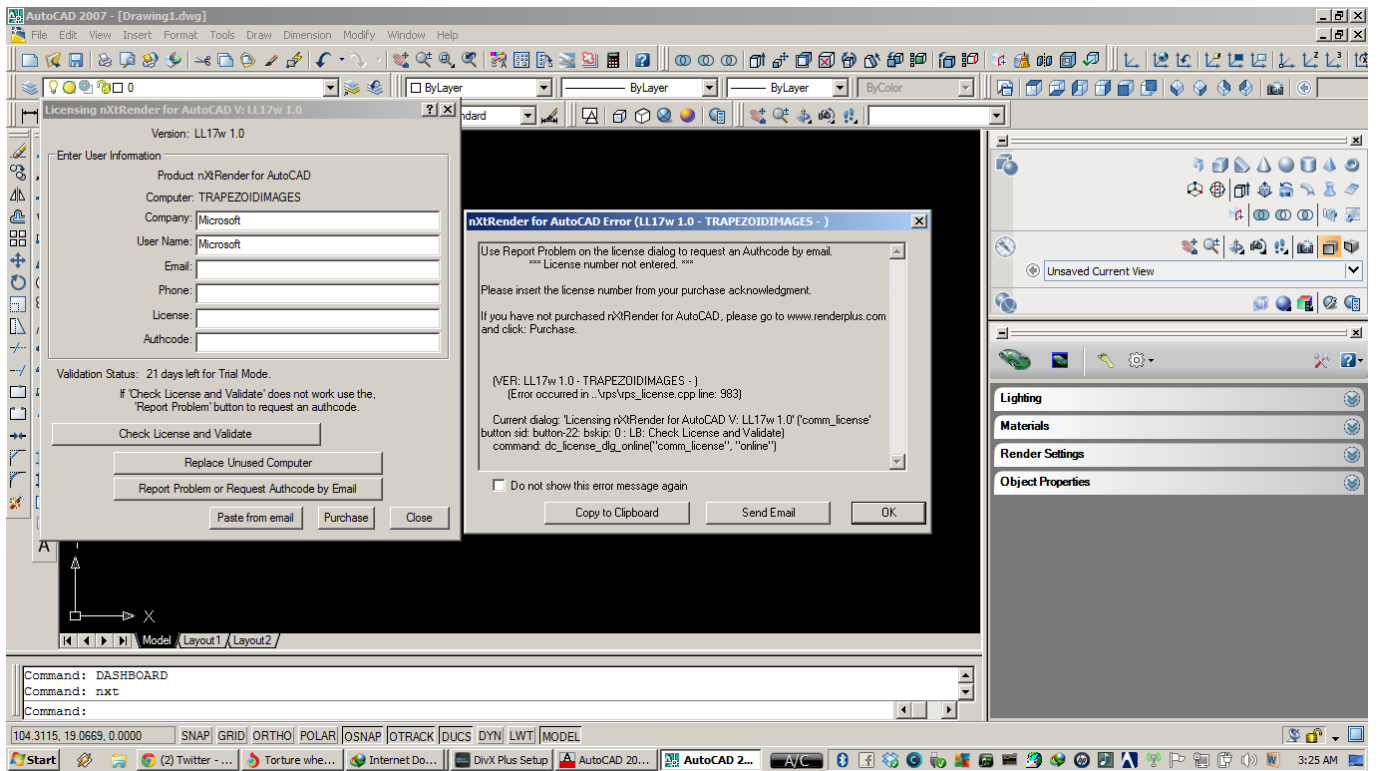 AutoCAD 2007 - [Drawing1.dwg]
File Edit View Insert Format Tools Draw Dimension Modify Window Help
0
ByLayer
ByLayer
ByLayer
ByColor
ndard
Licensing nXtRender for AutoCAD V: LL17w 1.0
Version: LL17w 1.0
Enter User Information
Product nXtRender for AutoCAD
Computer: TRAPEZOIDIMAGES
Company: Microsoft
User Name: Microsoft
Email:
Phone:
License:
Authcode:
Validation Status: 21 days left for Trial Mode.
If 'Check License and Validate' does not work use the,
'Report Problem' button to request an authcode.
Check License and Validate
Replace Unused Computer
Report Problem or Request Authcode by Email
Paste from email Purchase Close
nXtRender for AutoCAD Error (LL17w 1.0 - TRAPEZOIDIMAGES - )
Use Report Problem on the license dialog to request an Authcode by email.
*** License number not entered. ***
Please insert the license number from your purchase acknowledgment.
If you have not purchased nXtRender for AutoCAD, please go to www.renderplus.com
and click: Purchase.
(VER: LL17w 1.0 - TRAPEZOIDIMAGES - )
(Error occurred in ..\rps\rps_license.cpp line: 983)
Current dialog: 'Licensing nXtRender for AutoCAD V: LL17w 1.0' ('comm_license'
button sid: button-22: bskip: 0 : LB: Check License and Validate)
command: dc_license_dlg_online("comm_license", "online")
Do not show this error message again
Copy to Clipboard Send Email OK
Unsaved Current View
Lighting
Materials
Render Settings
Object Properties
A
X
Model Layout1 Layout2
Command: DASHBOARD
Command: nxt
Command:
104.3115, 19.0669, 0.0000 SNAP GRID ORTHO POLAR OSNAP OTRACK DUCS DYN LWT MODEL
Start (2) Twitter - ... Torture whe... Internet Do... DivX Plus Setup AutoCAD 20... AutoCAD 2... A/C 3:25 AM